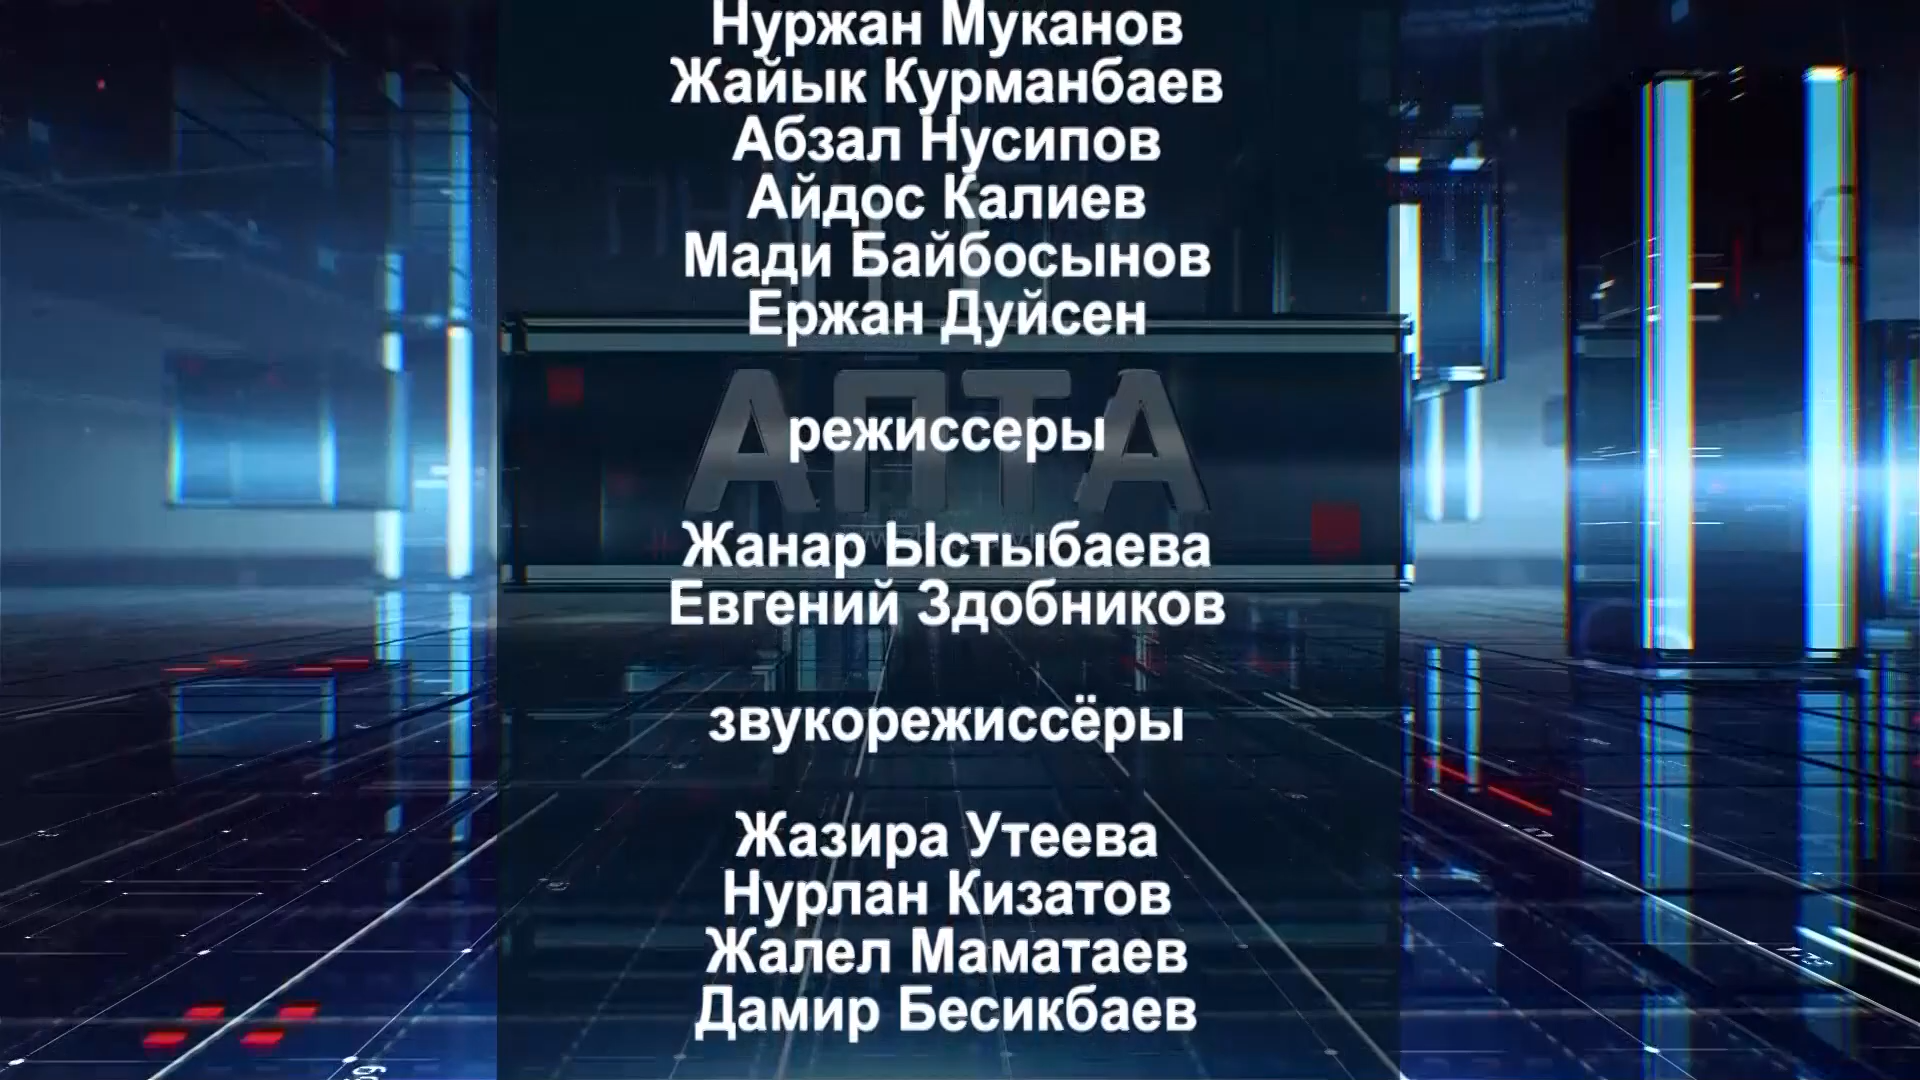 Нуржан Муканов
Жайык Курманбаев
Абзал Нусипов
Айдос Калиев
Мади Байбосынов
Ержан Дуйсен
АПТА
режиссеры
Жанар Ыстыбаева
Евгений Здобников
звукорежиссёры
Жазира Утеева
Нурлан Кизатов
Жалел Маматаев
Дамир Бесикбаев